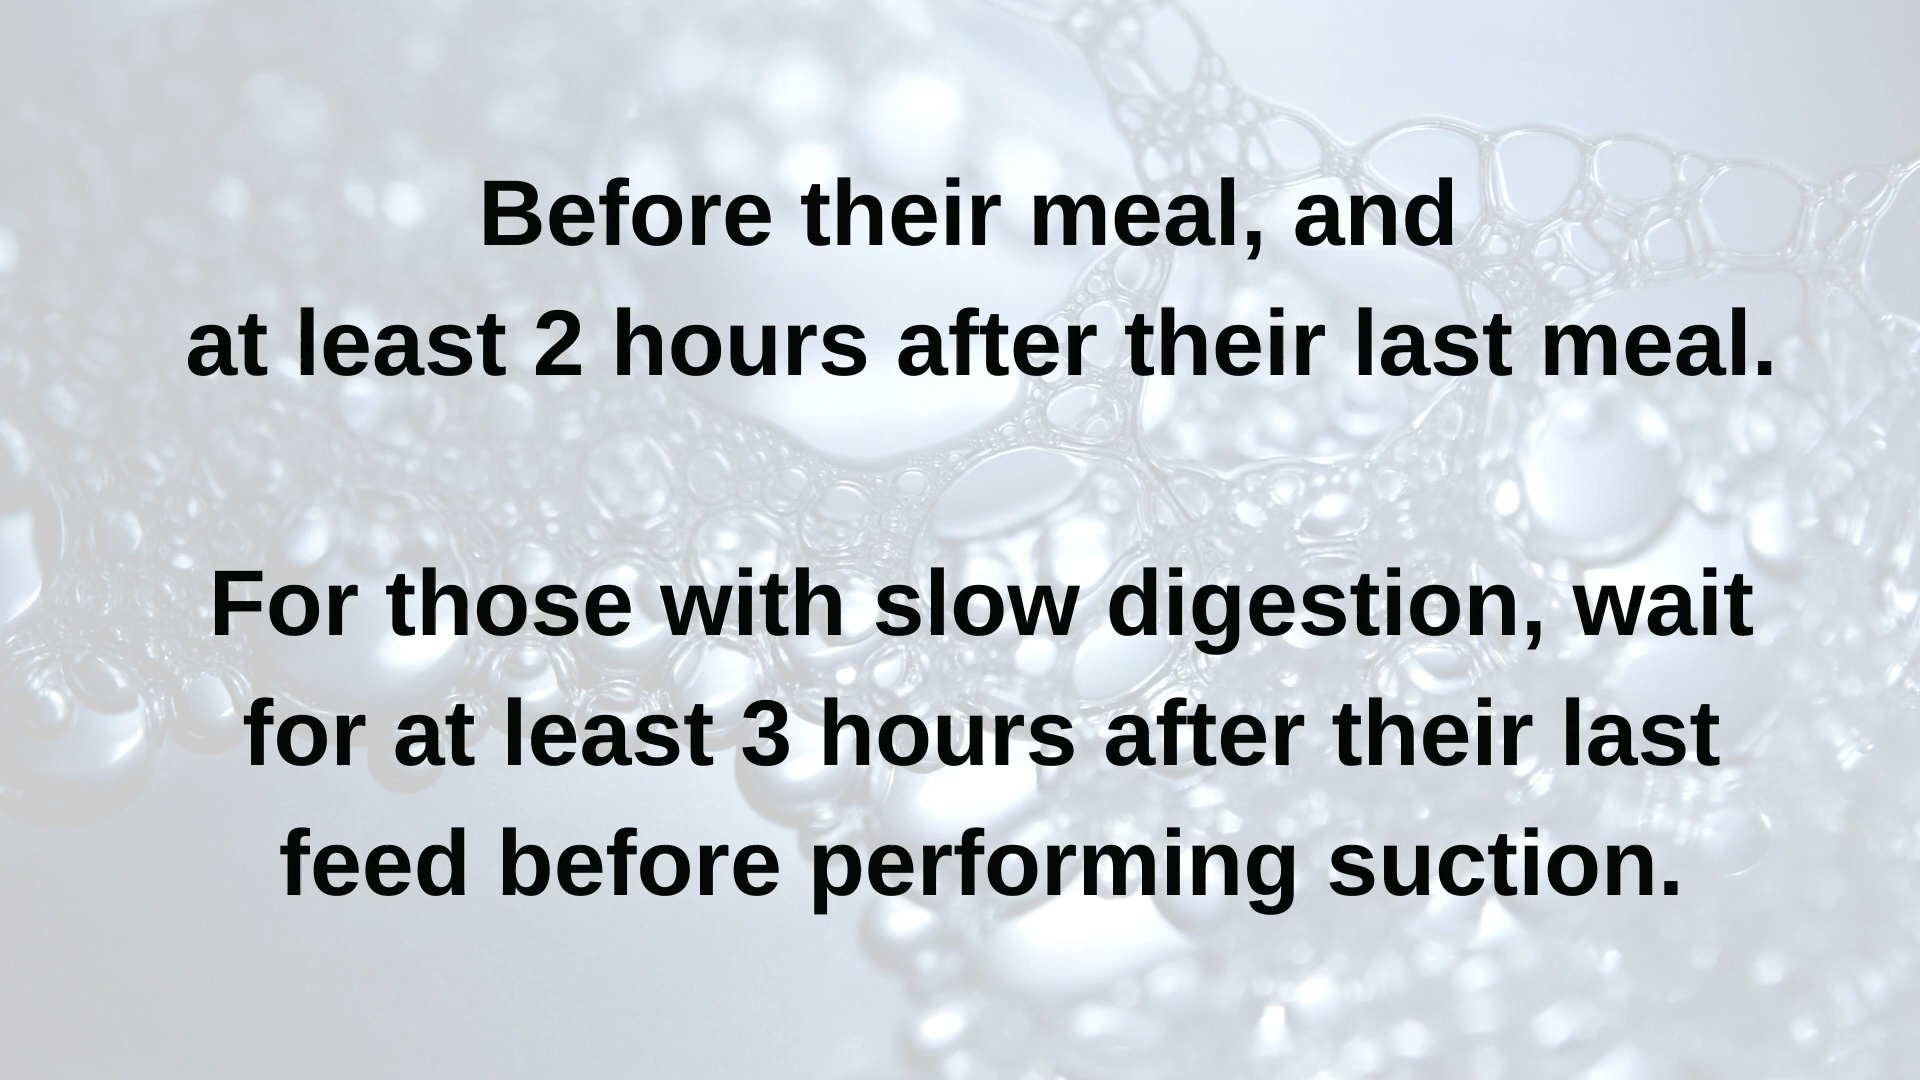 Before their meal, and
at least 2 hours after their last meal.
For those with slow digestion, wait
for at least 3 hours after their last
feed before performing suction.